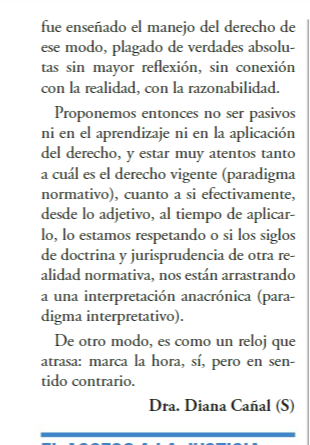 fue enseñado el manejo del derecho de
ese modo, plagado de verdades absolu-
tas sin mayor reflexión, sin conexión
con la realidad, con la razonabilidad.
Proponemos entonces no ser pasivos
ni en el aprendizaje ni en la aplicación
del derecho, y estar muy atentos tanto
a cuál es el derecho vigente (paradigma
normativo), cuanto a si efectivamente,
desde lo adjetivo, al tiempo de aplicar-
lo, lo estamos respetando o si los siglos
de doctrina y jurisprudencia de otra re-
alidad normativa, nos están arrastrando
a una interpretación anacrónica (para-
digma interpretativo).
De otro modo, es como un reloj que
atrasa: marca la hora, sí, pero en sen-
tido contrario.
Dra. Diana Cañal (S)